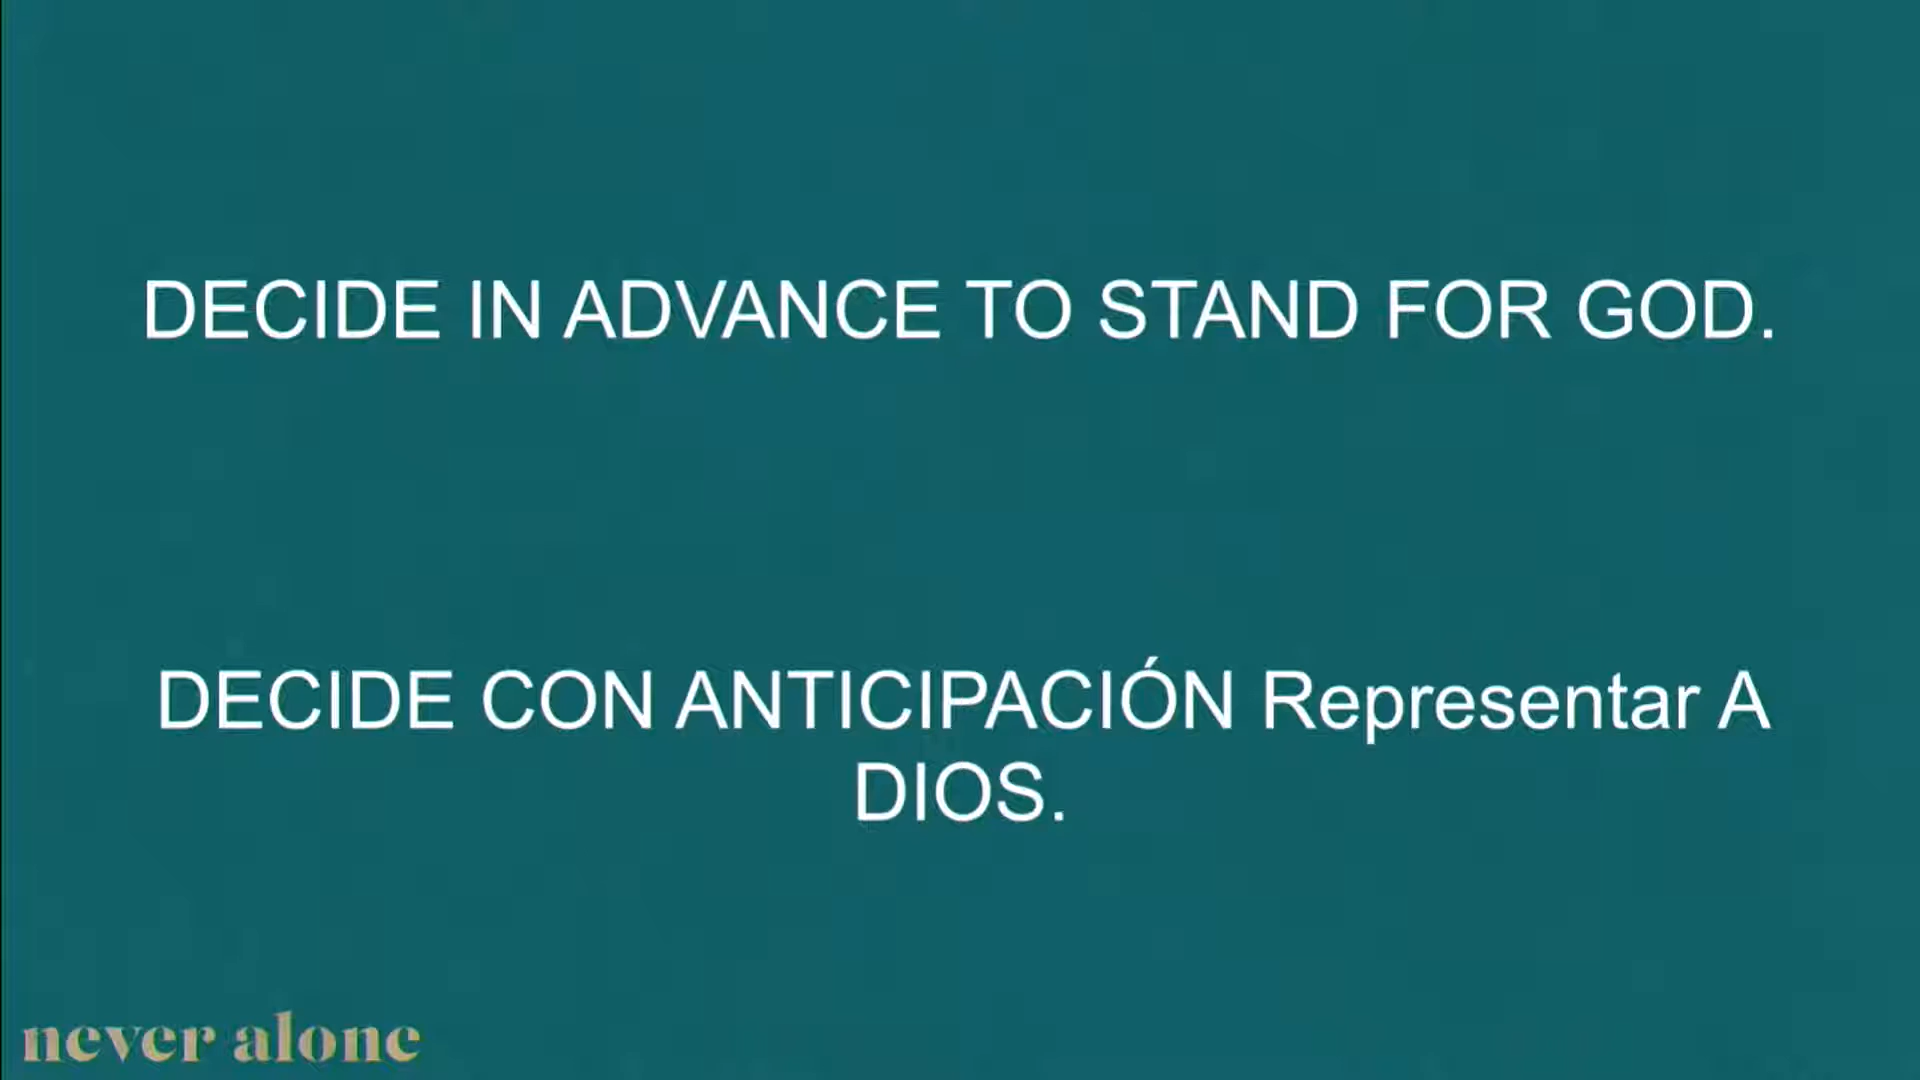 DECIDE IN ADVANCE TO STAND FOR GOD.
DECIDE CON ANTICIPACIÓN Representar A
DIOS.
never alone